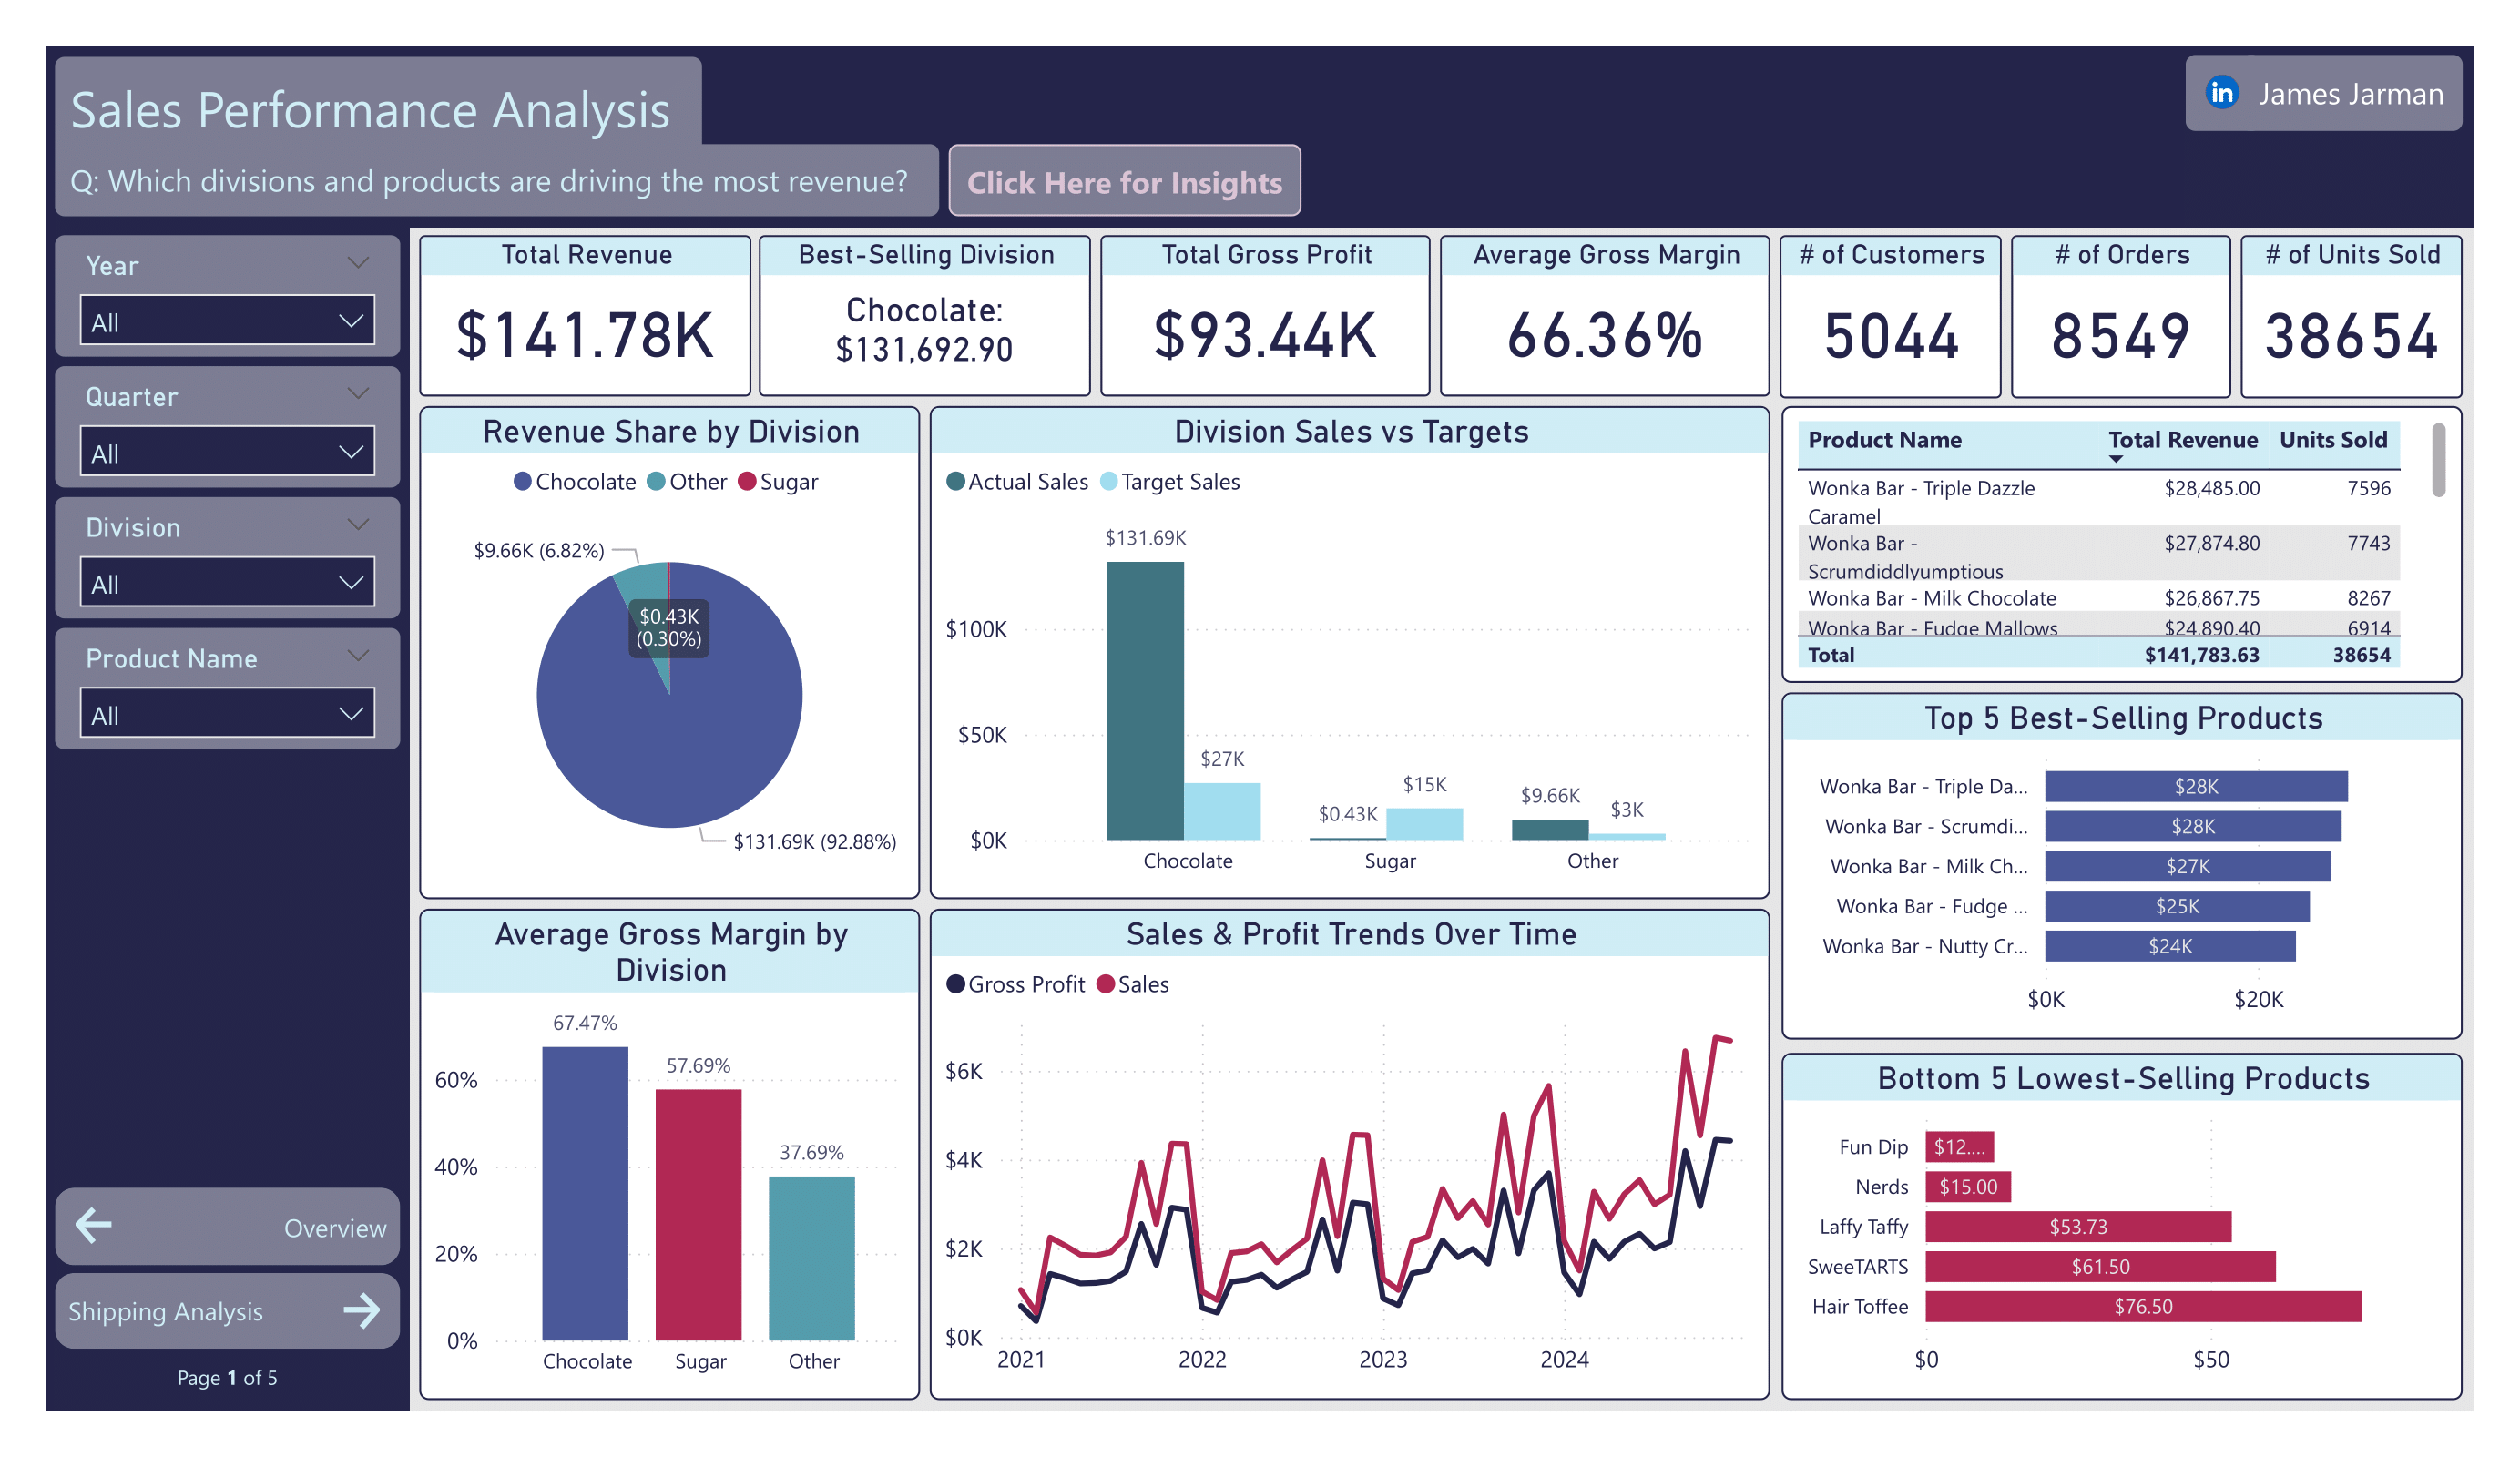 Sales Performance Analysis
in James Jarman
Q: Which divisions and products are driving the most revenue?
Click Here for Insights
Year
All
Quarter
All
Division
All
Product Name
All
Overview
Shipping Analysis
Page 1 of 5
Total Revenue
$141.78K
Best-Selling Division
Chocolate:
$131,692.90
Total Gross Profit
$93.44K
Average Gross Margin
66.36%
# of Customers
5044
# of Orders
8549
# of Units Sold
38654
Revenue Share by Division
Chocolate Other Sugar
$9.66K (6.82%)
$0.43K
(0.30%)
$131.69K (92.88%)
Division Sales vs Targets
Actual Sales Target Sales
$131.69K
$27K
$0.43K
$15K
$9.66K
$3K
$100K
$50K
$0K
Chocolate Sugar Other
Product Name Total Revenue Units Sold
Wonka Bar - Triple Dazzle $28,485.00 7596
Caramel
Wonka Bar - $27,874.80 7743
Scrumdiddlyumptious
Wonka Bar - Milk Chocolate $26,867.75 8267
Wonka Bar - Fudge Mallows $24,890.40 6914
Total $141,783.63 38654
Top 5 Best-Selling Products
Wonka Bar - Triple Da... $28K
Wonka Bar - Scrumdi... $28K
Wonka Bar - Milk Ch... $27K
Wonka Bar - Fudge ... $25K
Wonka Bar - Nutty Cr... $24K
$0K $20K
Average Gross Margin by
Division
67.47%
57.69%
37.69%
60%
40%
20%
0%
Chocolate Sugar Other
Sales & Profit Trends Over Time
Gross Profit Sales
$6K
$4K
$2K
$0K
2021 2022 2023 2024
Bottom 5 Lowest-Selling Products
Fun Dip $12....
Nerds $15.00
Laffy Taffy $53.73
SweeTARTS $61.50
Hair Toffee $76.50
$0 $50